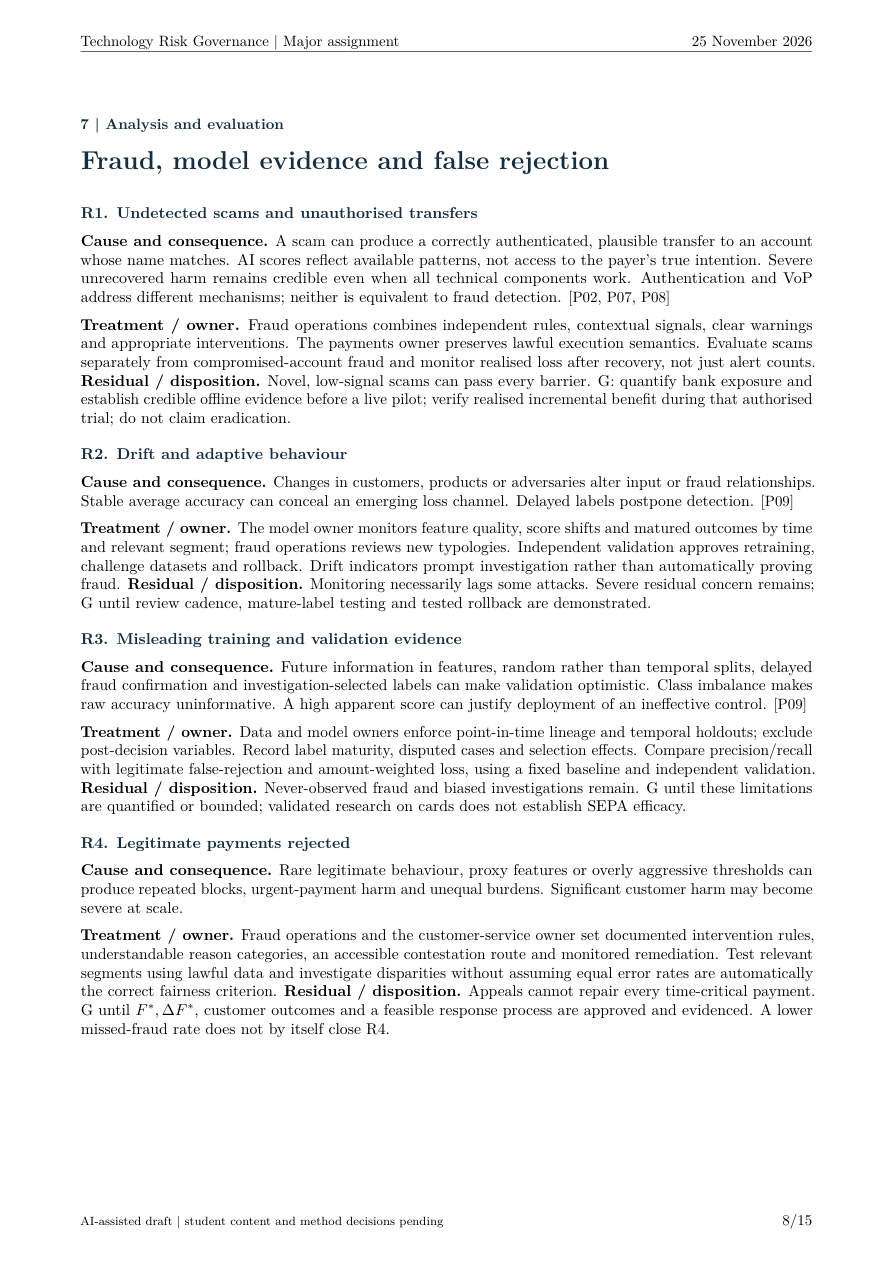 Technology Risk Governance | Major assignment 25 November 2026
7 | Analysis and evaluation
Fraud, model evidence and false rejection
R1. Undetected scams and unauthorised transfers
Cause and consequence. A scam can produce a correctly authenticated, plausible transfer to an account
whose name matches. AI scores reflect available patterns, not access to the payer's true intention. Severe
unrecovered harm remains credible even when all technical components work. Authentication and VoP
address different mechanisms; neither is equivalent to fraud detection. [P02, P07, P08]
Treatment / owner. Fraud operations combines independent rules, contextual signals, clear warnings
and appropriate interventions. The payments owner preserves lawful execution semantics. Evaluate scams
separately from compromised-account fraud and monitor realised loss after recovery, not just alert counts.
Residual / disposition. Novel, low-signal scams can pass every barrier. G: quantify bank exposure and
establish credible offline evidence before a live pilot; verify realised incremental benefit during that authorised
trial; do not claim eradication.
R2. Drift and adaptive behaviour
Cause and consequence. Changes in customers, products or adversaries alter input or fraud relationships.
Stable average accuracy can conceal an emerging loss channel. Delayed labels postpone detection. [P09]
Treatment / owner. The model owner monitors feature quality, score shifts and matured outcomes by time
and relevant segment; fraud operations reviews new typologies. Independent validation approves retraining,
challenge datasets and rollback. Drift indicators prompt investigation rather than automatically proving
fraud. Residual / disposition. Monitoring necessarily lags some attacks. Severe residual concern remains;
G until review cadence, mature-label testing and tested rollback are demonstrated.
R3. Misleading training and validation evidence
Cause and consequence. Future information in features, random rather than temporal splits, delayed
fraud confirmation and investigation-selected labels can make validation optimistic. Class imbalance makes
raw accuracy uninformative. A high apparent score can justify deployment of an ineffective control. [P09]
Treatment / owner. Data and model owners enforce point-in-time lineage and temporal holdouts; exclude
post-decision variables. Record label maturity, disputed cases and selection effects. Compare precision/recall
with legitimate false-rejection and amount-weighted loss, using a fixed baseline and independent validation.
Residual / disposition. Never-observed fraud and biased investigations remain. G until these limitations
are quantified or bounded; validated research on cards does not establish SEPA efficacy.
R4. Legitimate payments rejected
Cause and consequence. Rare legitimate behaviour, proxy features or overly aggressive thresholds can
produce repeated blocks, urgent-payment harm and unequal burdens. Significant customer harm may become
severe at scale.
Treatment / owner. Fraud operations and the customer-service owner set documented intervention rules,
understandable reason categories, an accessible contestation route and monitored remediation. Test relevant
segments using lawful data and investigate disparities without assuming equal error rates are automatically
the correct fairness criterion. Residual / disposition. Appeals cannot repair every time-critical payment.
G until F*, ΔF*, customer outcomes and a feasible response process are approved and evidenced. A lower
missed-fraud rate does not by itself close R4.
AI-assisted draft | student content and method decisions pending 8/15